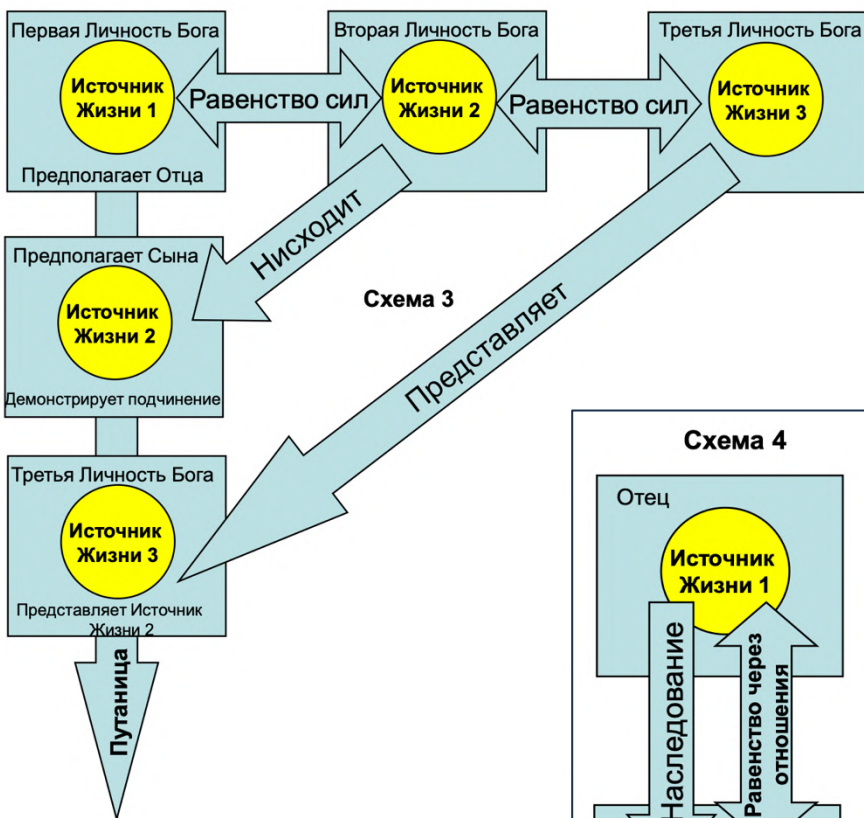 Первая Личность Бога
Источник
Жизни 1
Предполагает Отца
Равенство сил
Вторая Личность Бога
Источник
Жизни 2
Равенство сил
Третья Личность Бога
Источник
Жизни 3
Нисходит
Представляет
Предполагает Сына
Источник
Жизни 2
Демонстрирует подчинение
Схема 3
Третья Личность Бога
Источник
Жизни 3
Представляет Источник
Жизни 2
Путаница
Схема 4
Отец
Источник
Жизни 1
Наследование
Равенство через
отношения